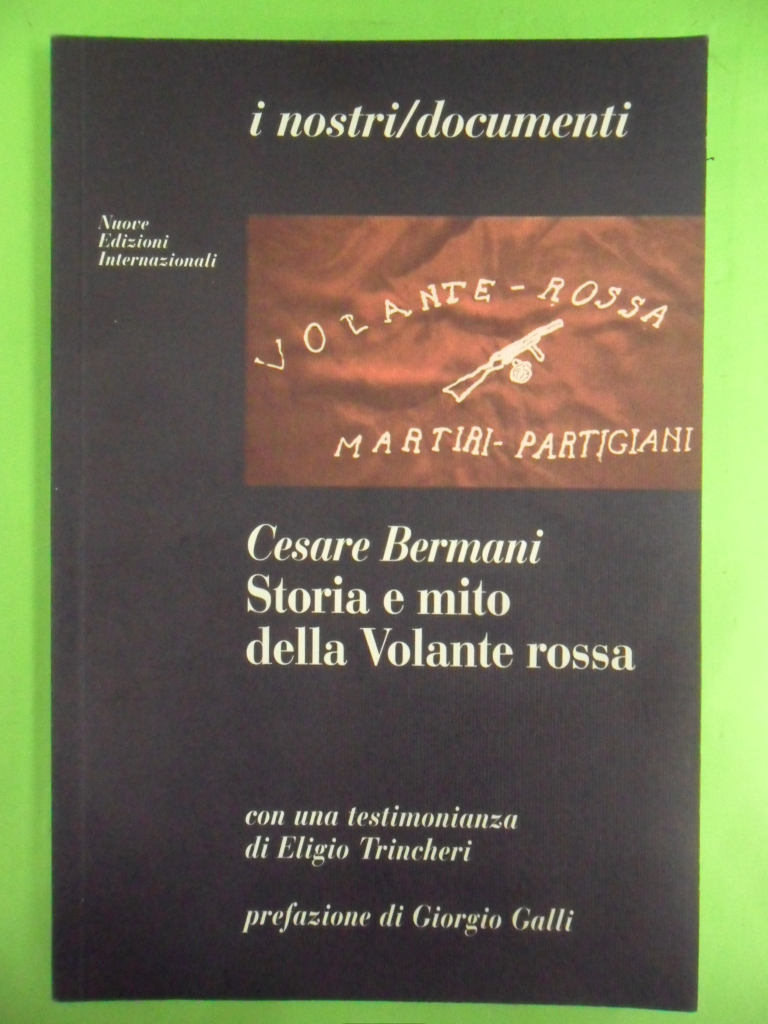 i nostri/documenti
Nuove
Edizioni
Internazionali
VOLANTE-ROSSA
MARTIRI-PARTIGIANI
Cesare Bermani
Storia e mito
della Volante rossa
con una testimonianza
di Eligio Trincheri
prefazione di Giorgio Galli